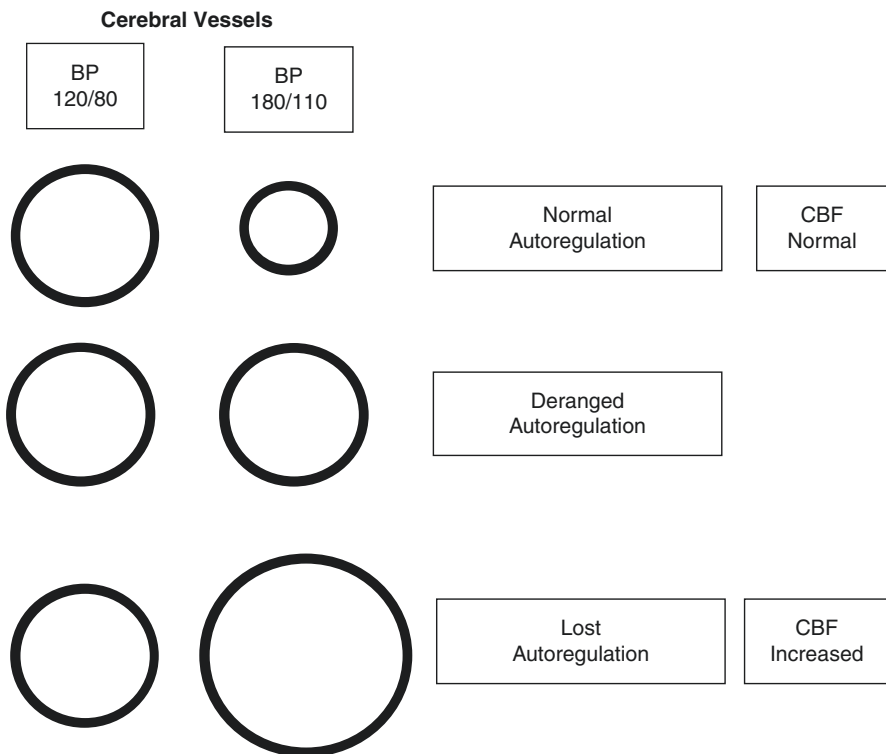 Cerebral Vessels
BP
120/80
BP
180/110
Normal
Autoregulation
CBF
Normal
Deranged
Autoregulation
Lost
Autoregulation
CBF
Increased